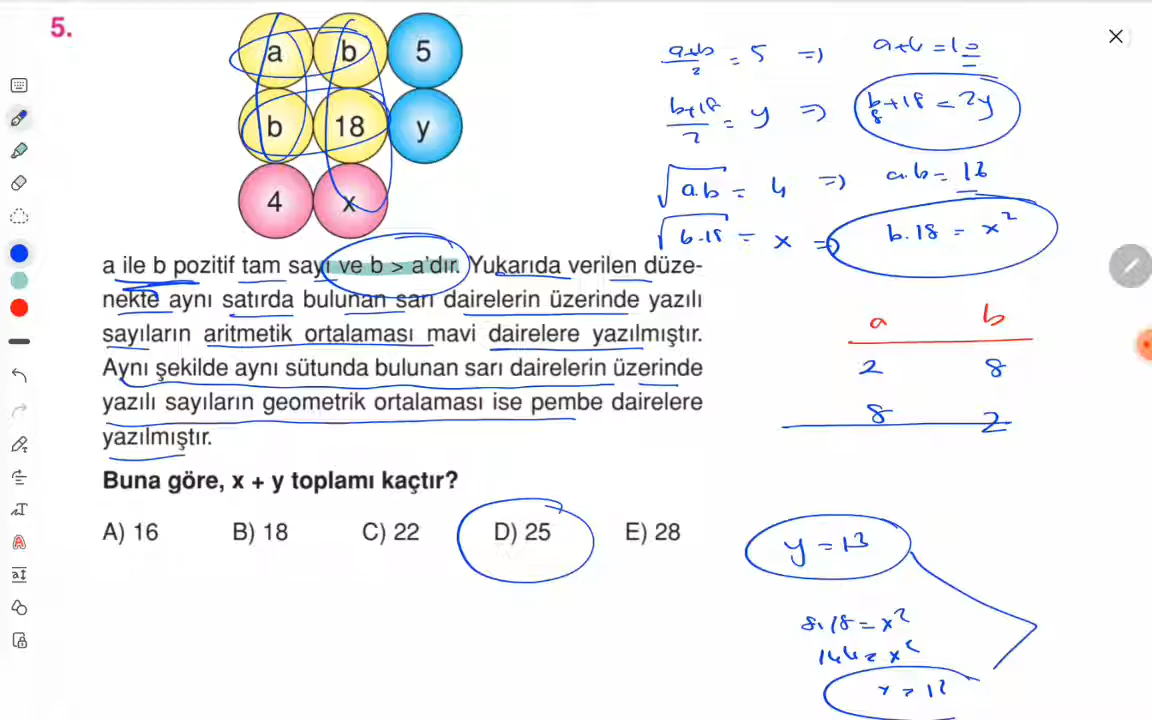 5.
a b 5
b 18 y
4 x
a ile b pozitif tam sayı ve b > a'dır. Yukarıda verilen düze-
nekte aynı satırda bulunan sarı dairelerin üzerinde yazılı
sayıların aritmetik ortalaması mavi dairelere yazılmıştır.
Aynı şekilde aynı sütunda bulunan sarı dairelerin üzerinde
yazılı sayıların geometrik ortalaması ise pembe dairelere
yazılmıştır.
Buna göre, x + y toplamı kaçtır?
A) 16 B) 18 C) 22 D) 25 E) 28
a+b/2 = 5 => a+b = 10
b+18/2 = y => b+18 = 2y
8
√a.b = 4 => a.b = 16
√b.18 = x => b.18 = x²
a b
2 8
8 2
y = 13
8.18 = x²
144 = x²
x = 12